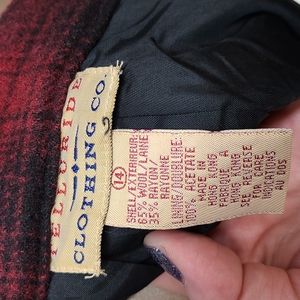 TELLURIDE
CLOTHING CO.
14
SHELL/EXTERIEUR:
65% WOOL/LAINE
35% RAYON/
RAYONNE
LINING/DOUBLURE:
100% ACETATE
MADE IN
HONG KONG
FABRIQUE A
HONG KONG
SEE REVERSE
FOR CARE
AU DOS